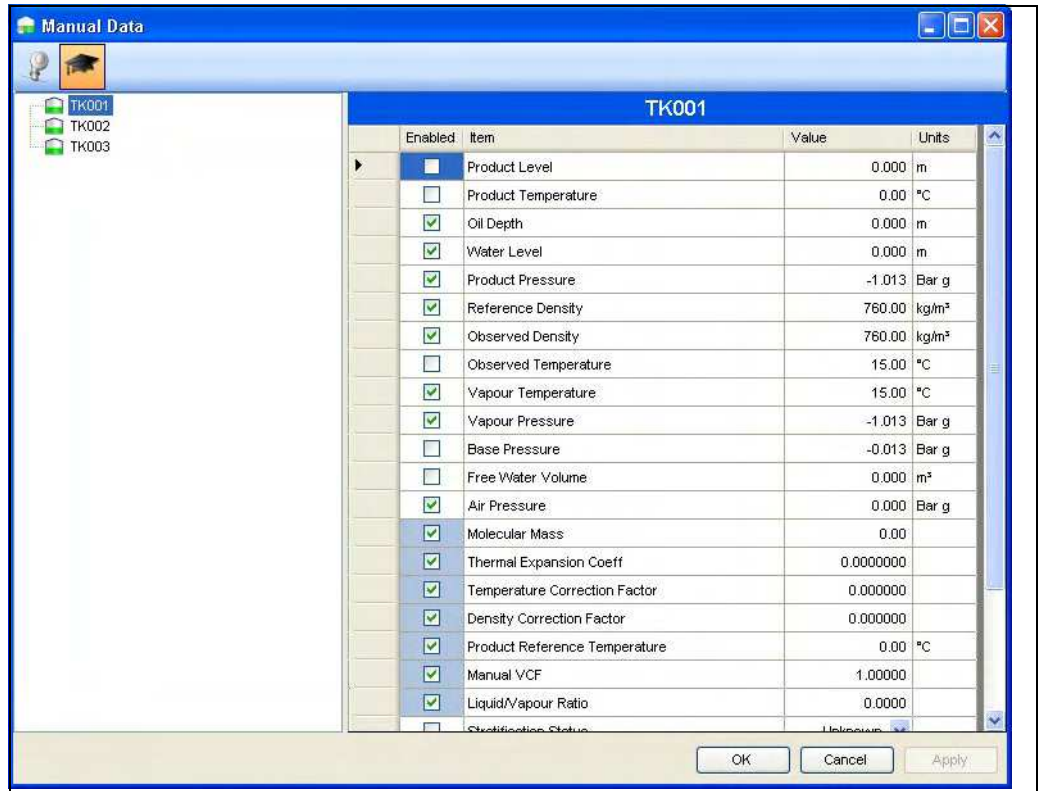 Manual Data
TK001
TK002
TK003
TK001
Enabled Item Value Units
Product Level 0.000 m
Product Temperature 0.00 °C
Oil Depth 0.000 m
Water Level 0.000 m
Product Pressure -1.013 Bar g
Reference Density 760.00 kg/m³
Observed Density 760.00 kg/m³
Observed Temperature 15.00 °C
Vapour Temperature 15.00 °C
Vapour Pressure -1.013 Bar g
Base Pressure -0.013 Bar g
Free Water Volume 0.000 m³
Air Pressure 0.000 Bar g
Molecular Mass 0.00
Thermal Expansion Coeff 0.0000000
Temperature Correction Factor 0.000000
Density Correction Factor 0.000000
Product Reference Temperature 0.00 °C
Manual VCF 1.00000
Liquid/Vapour Ratio 0.0000
Stratification Status Unknown
OK Cancel Apply